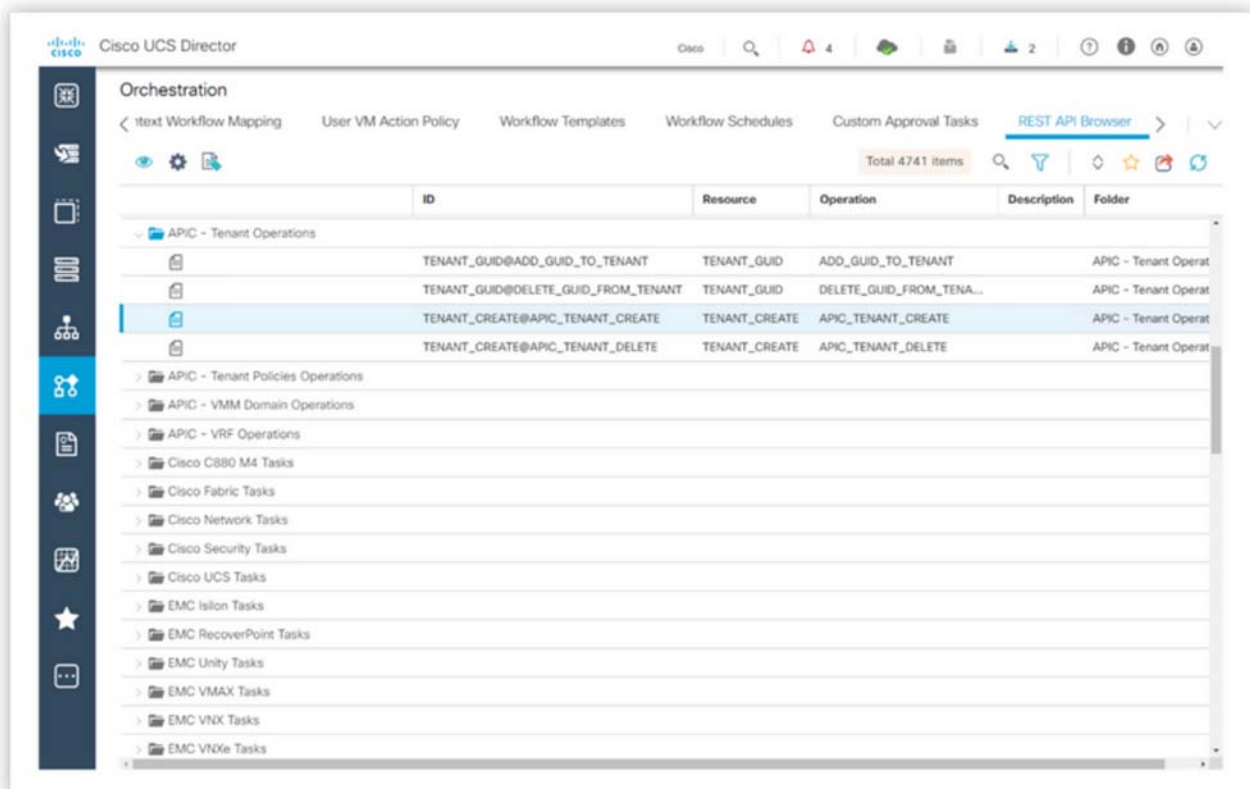 CISCO
Cisco UCS Director
Cisco
4
2
Orchestration
ntext Workflow Mapping
User VM Action Policy
Workflow Templates
Workflow Schedules
Custom Approval Tasks
REST API Browser
Total 4741 items
ID Resource Operation Description Folder
APIC - Tenant Operations
TENANT_GUID@ADD_GUID_TO_TENANT TENANT_GUID ADD_GUID_TO_TENANT APIC - Tenant Operat
TENANT_GUID@DELETE_GUID_FROM_TENANT TENANT_GUID DELETE_GUID_FROM_TENA... APIC - Tenant Operat
TENANT_CREATE@APIC_TENANT_CREATE TENANT_CREATE APIC_TENANT_CREATE APIC - Tenant Operat
TENANT_CREATE@APIC_TENANT_DELETE TENANT_CREATE APIC_TENANT_DELETE APIC - Tenant Operat
APIC - Tenant Policies Operations
APIC - VMM Domain Operations
APIC - VRF Operations
Cisco C880 M4 Tasks
Cisco Fabric Tasks
Cisco Network Tasks
Cisco Security Tasks
Cisco UCS Tasks
EMC Isilon Tasks
EMC RecoverPoint Tasks
EMC Unity Tasks
EMC VMAX Tasks
EMC VNX Tasks
EMC VNXe Tasks